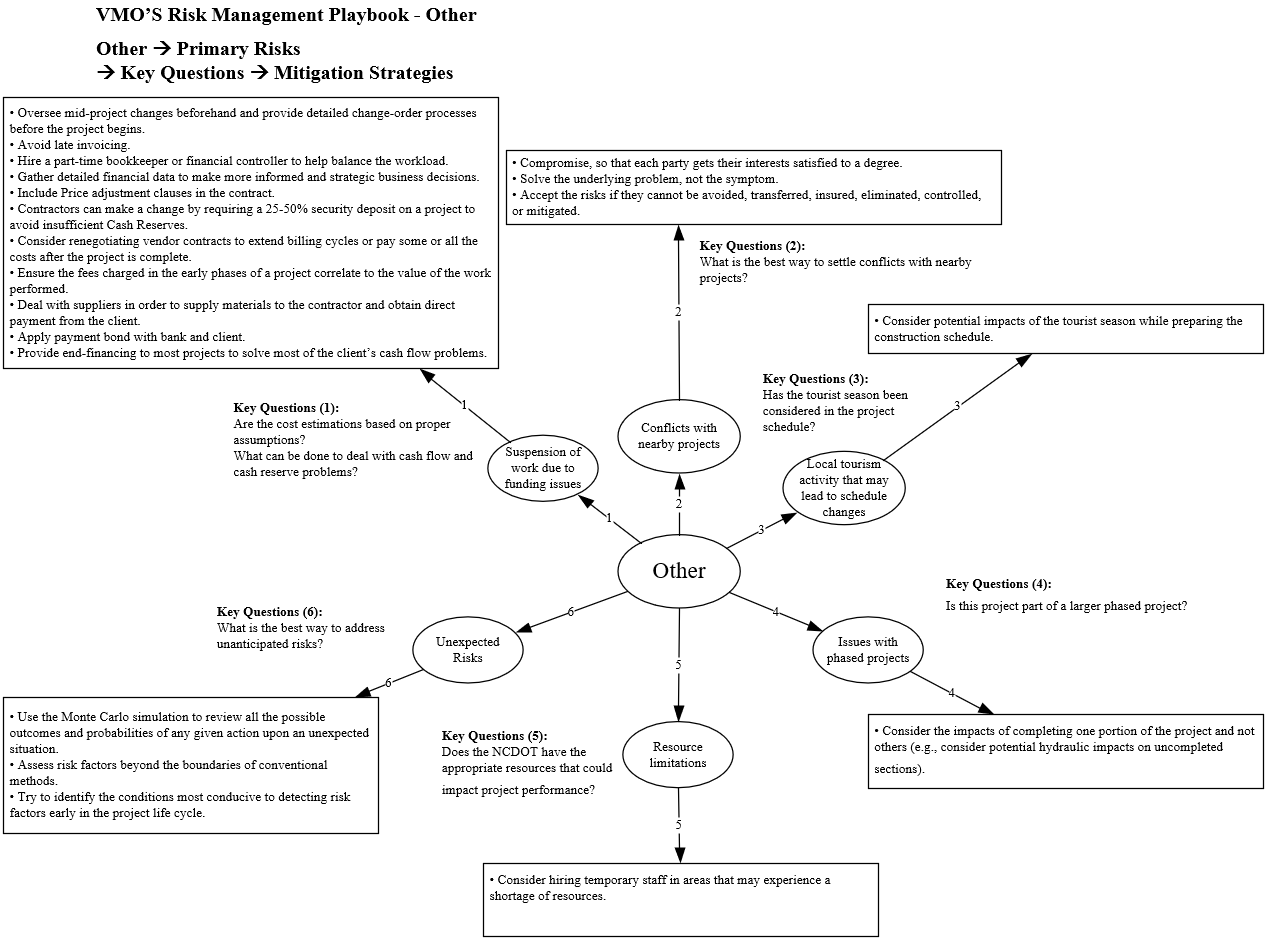 VMO’S Risk Management Playbook - Other
Other → Primary Risks
→ Key Questions → Mitigation Strategies
• Oversee mid-project changes beforehand and provide detailed change-order processes
before the project begins.
• Avoid late invoicing.
• Hire a part-time bookkeeper or financial controller to help balance the workload.
• Gather detailed financial data to make more informed and strategic business decisions.
• Include Price adjustment clauses in the contract.
• Contractors can make a change by requiring a 25-50% security deposit on a project to
avoid insufficient Cash Reserves.
• Consider renegotiating vendor contracts to extend billing cycles or pay some or all the
costs after the project is complete.
• Ensure the fees charged in the early phases of a project correlate to the value of the work
performed.
• Deal with suppliers in order to supply materials to the contractor and obtain direct
payment from the client.
• Apply payment bond with bank and client.
• Provide end-financing to most projects to solve most of the client’s cash flow problems.
• Compromise, so that each party gets their interests satisfied to a degree.
• Solve the underlying problem, not the symptom.
• Accept the risks if they cannot be avoided, transferred, insured, eliminated, controlled,
or mitigated.
Key Questions (2):
What is the best way to settle conflicts with nearby
projects?
2
• Consider potential impacts of the tourist season while preparing the
construction schedule.
Key Questions (3):
Has the tourist season been
considered in the project
schedule?
3
1
Key Questions (1):
Are the cost estimations based on proper
assumptions?
What can be done to deal with cash flow and
cash reserve problems?
Suspension of
work due to
funding issues
Conflicts with
nearby projects
Local tourism
activity that may
lead to schedule
changes
1
2
3
Other
Key Questions (4):
Is this project part of a larger phased project?
Key Questions (6):
What is the best way to address
unanticipated risks?
6
5
4
Unexpected
Risks
Issues with
phased projects
6
4
• Use the Monte Carlo simulation to review all the possible
outcomes and probabilities of any given action upon an unexpected
situation.
• Assess risk factors beyond the boundaries of conventional
methods.
• Try to identify the conditions most conducive to detecting risk
factors early in the project life cycle.
Key Questions (5):
Does the NCDOT have the
appropriate resources that could
impact project performance?
Resource
limitations
• Consider the impacts of completing one portion of the project and not
others (e.g., consider potential hydraulic impacts on uncompleted
sections).
5
• Consider hiring temporary staff in areas that may experience a
shortage of resources.